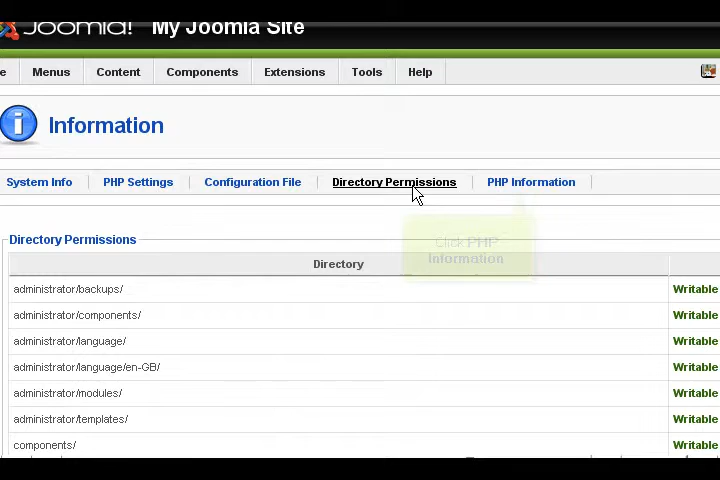 Joomla! My Joomla Site
e Menus Content Components Extensions Tools Help
Information
System Info PHP Settings Configuration File Directory Permissions PHP Information
Click PHP
Information
Directory Permissions
Directory
administrator/backups/ Writable
administrator/components/ Writable
administrator/language/ Writable
administrator/language/en-GB/ Writable
administrator/modules/ Writable
administrator/templates/ Writable
components/ Writable